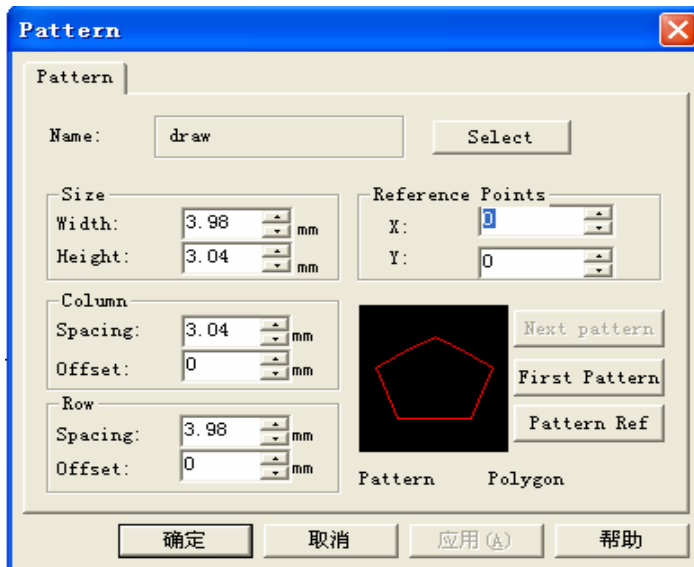 Pattern
Pattern
Name: draw Select
Size
Width: 3.98 mm
Height: 3.04 mm
Reference Points
X: 0
Y: 0
Column
Spacing: 3.04 mm
Offset: 0 mm
Row
Spacing: 3.98 mm
Offset: 0 mm
Next pattern
First Pattern
Pattern Ref
Pattern Polygon
确定 取消 应用(A) 帮助